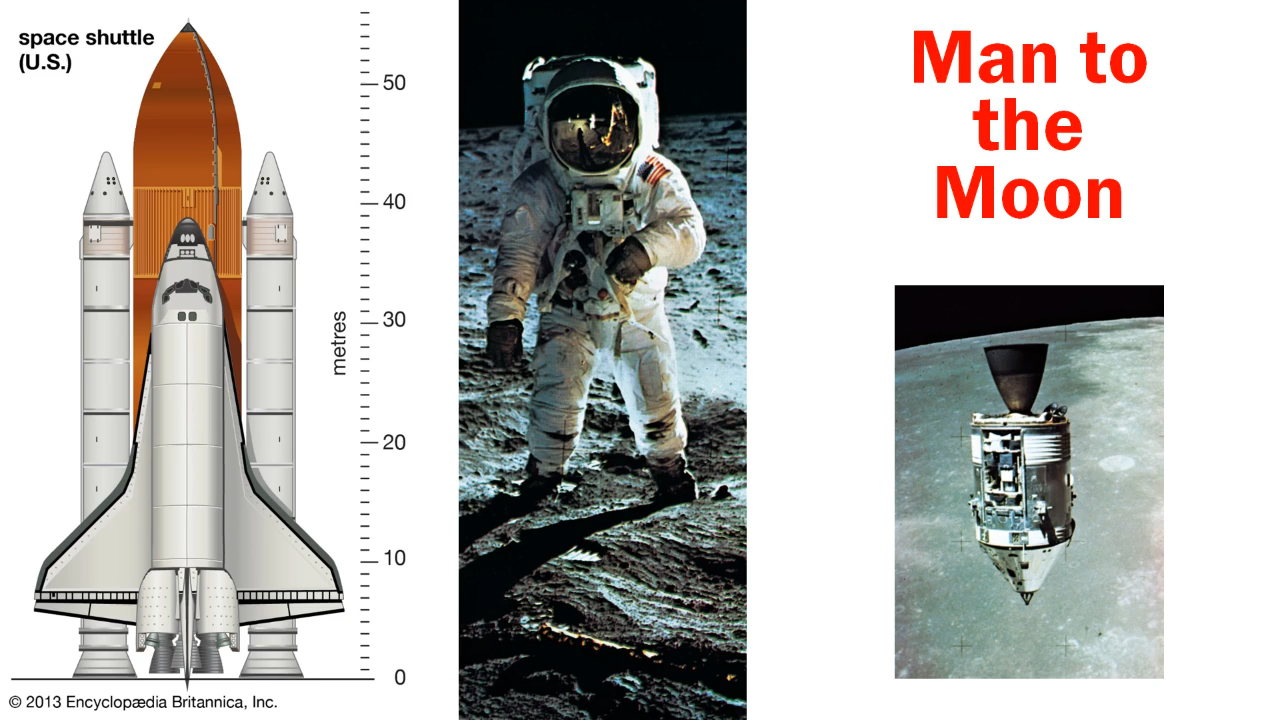 space shuttle
(U.S.)
50
40
30
20
10
0
metres
© 2013 Encyclopædia Britannica, Inc.
Man to
the
Moon